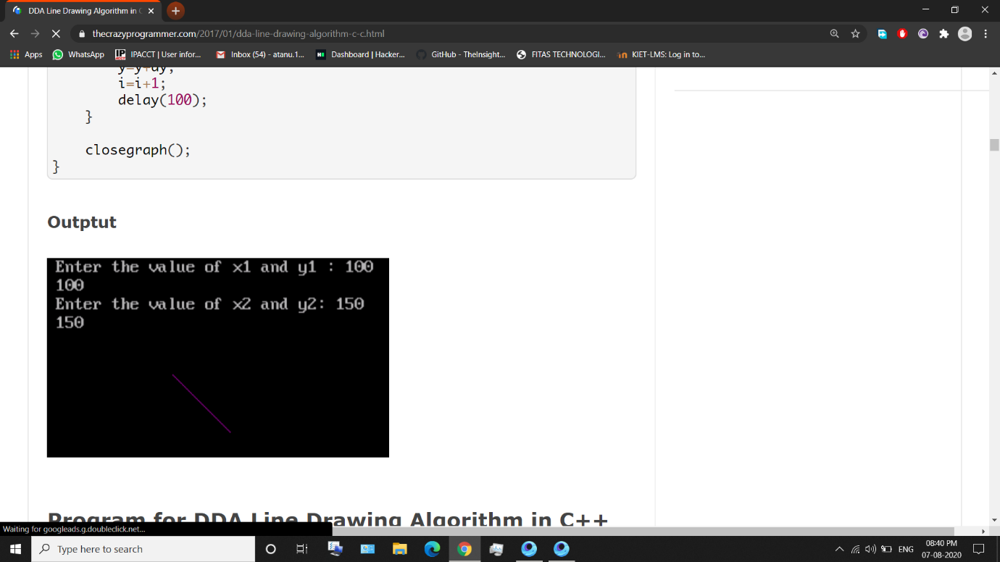 DDA Line Drawing Algorithm in C
thecrazyprogrammer.com/2017/01/dda-line-drawing-algorithm-c-c.html
Apps WhatsApp IPACCT | User infor... Inbox (54) - atanu.1... Dashboard | Hacker... GitHub - TheInsight... FITAS TECHNOLOGI... KIET-LMS: Log in to...
y=y+dy;
i=i+1;
delay(100);
}
closegraph();
}
Outptut
Enter the value of x1 and y1 : 100
100
Enter the value of x2 and y2: 150
150
Program for DDA Line Drawing Algorithm in C++
Waiting for googleads.g.doubleclick.net...
Type here to search
ENG
08:40 PM
07-08-2020